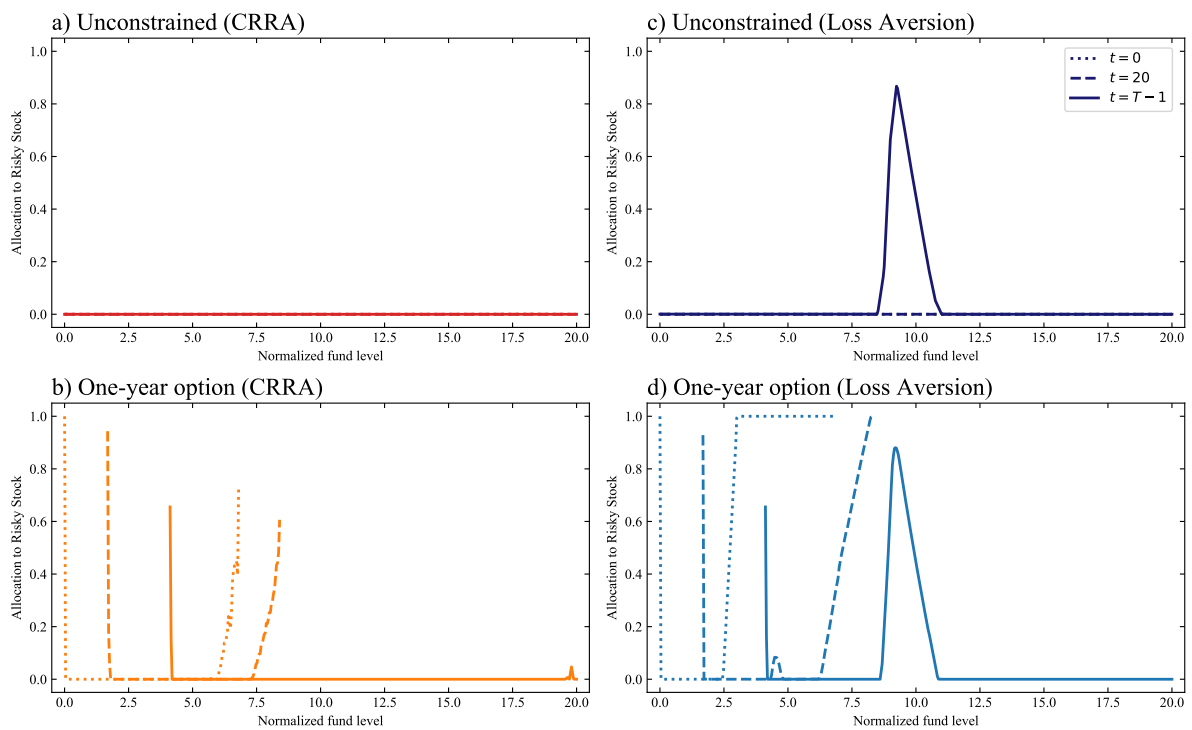 a) Unconstrained (CRRA)
Allocation to Risky Stock
1.0
0.8
0.6
0.4
0.2
0.0
0.0 2.5 5.0 7.5 10.0 12.5 15.0 17.5 20.0
Normalized fund level
c) Unconstrained (Loss Aversion)
Allocation to Risky Stock
1.0
0.8
0.6
0.4
0.2
0.0
t = 0
t = 20
t = T − 1
0.0 2.5 5.0 7.5 10.0 12.5 15.0 17.5 20.0
Normalized fund level
b) One-year option (CRRA)
Allocation to Risky Stock
1.0
0.8
0.6
0.4
0.2
0.0
0.0 2.5 5.0 7.5 10.0 12.5 15.0 17.5 20.0
Normalized fund level
d) One-year option (Loss Aversion)
Allocation to Risky Stock
1.0
0.8
0.6
0.4
0.2
0.0
0.0 2.5 5.0 7.5 10.0 12.5 15.0 17.5 20.0
Normalized fund level